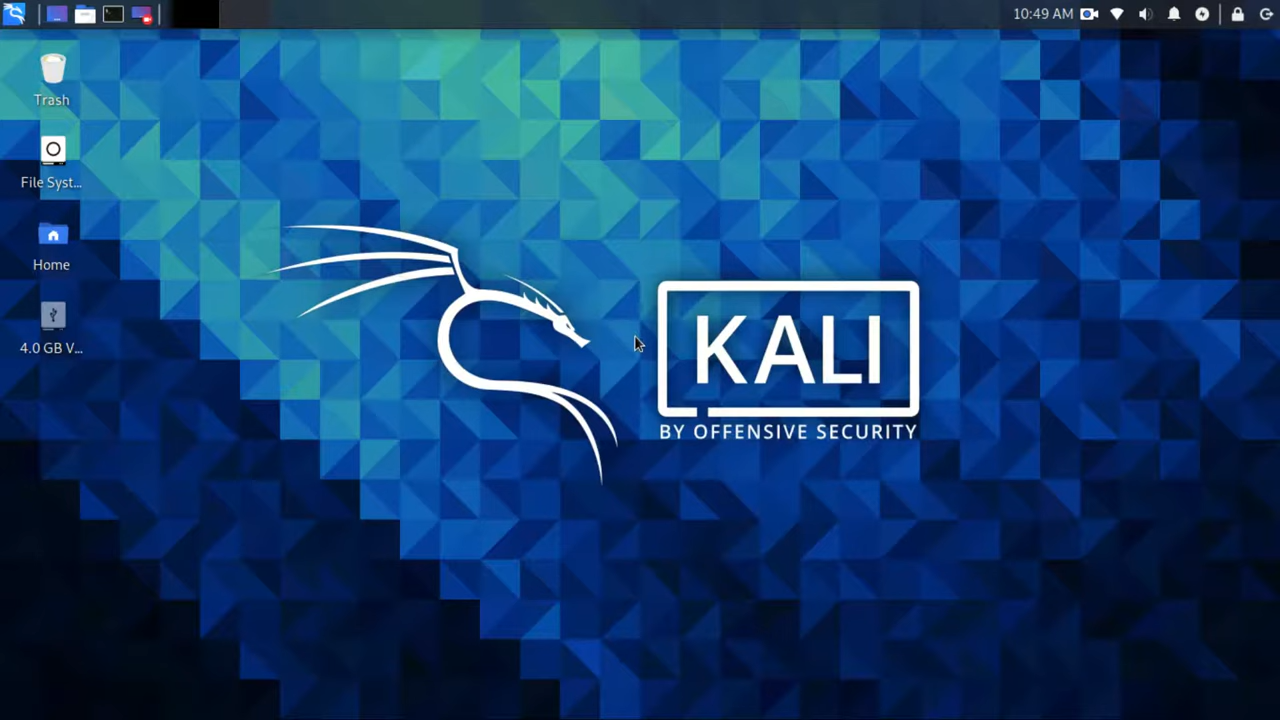 10:49 AM
Trash
File Syst...
Home
4.0 GB V...
KALI
BY OFFENSIVE SECURITY